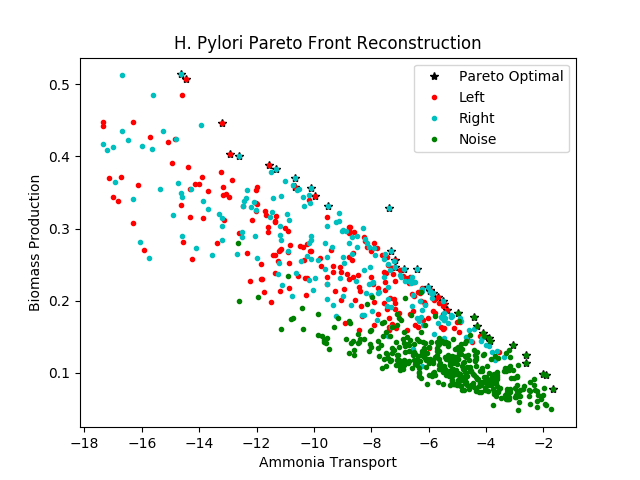 H. Pylori Pareto Front Reconstruction
Pareto Optimal
Left
Right
Noise
0.5
0.4
0.3
0.2
0.1
Biomass Production
−18 −16 −14 −12 −10 −8 −6 −4 −2
Ammonia Transport